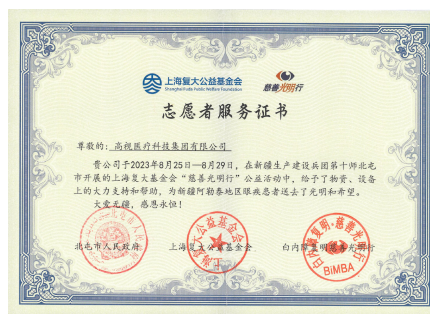 上海复大公益基金会
Shanghai Fuda Public Welfare Foundation
慈善光明行
志愿者服务证书
尊敬的：高视医疗科技集团有限公司
贵公司于2023年8月25日—8月29日，在新疆生产建设兵团第十师北屯
市开展的上海复大基金会“慈善光明行”公益活动中，给予了物资、设备
上的大力支持和帮助，为新疆阿勒泰地区眼疾患者送去了光明和希望。
大爱无疆，感恩永恒！
北屯市人民政府
上海复大公益基金会
白内障复明慈善光明行
BiMBA